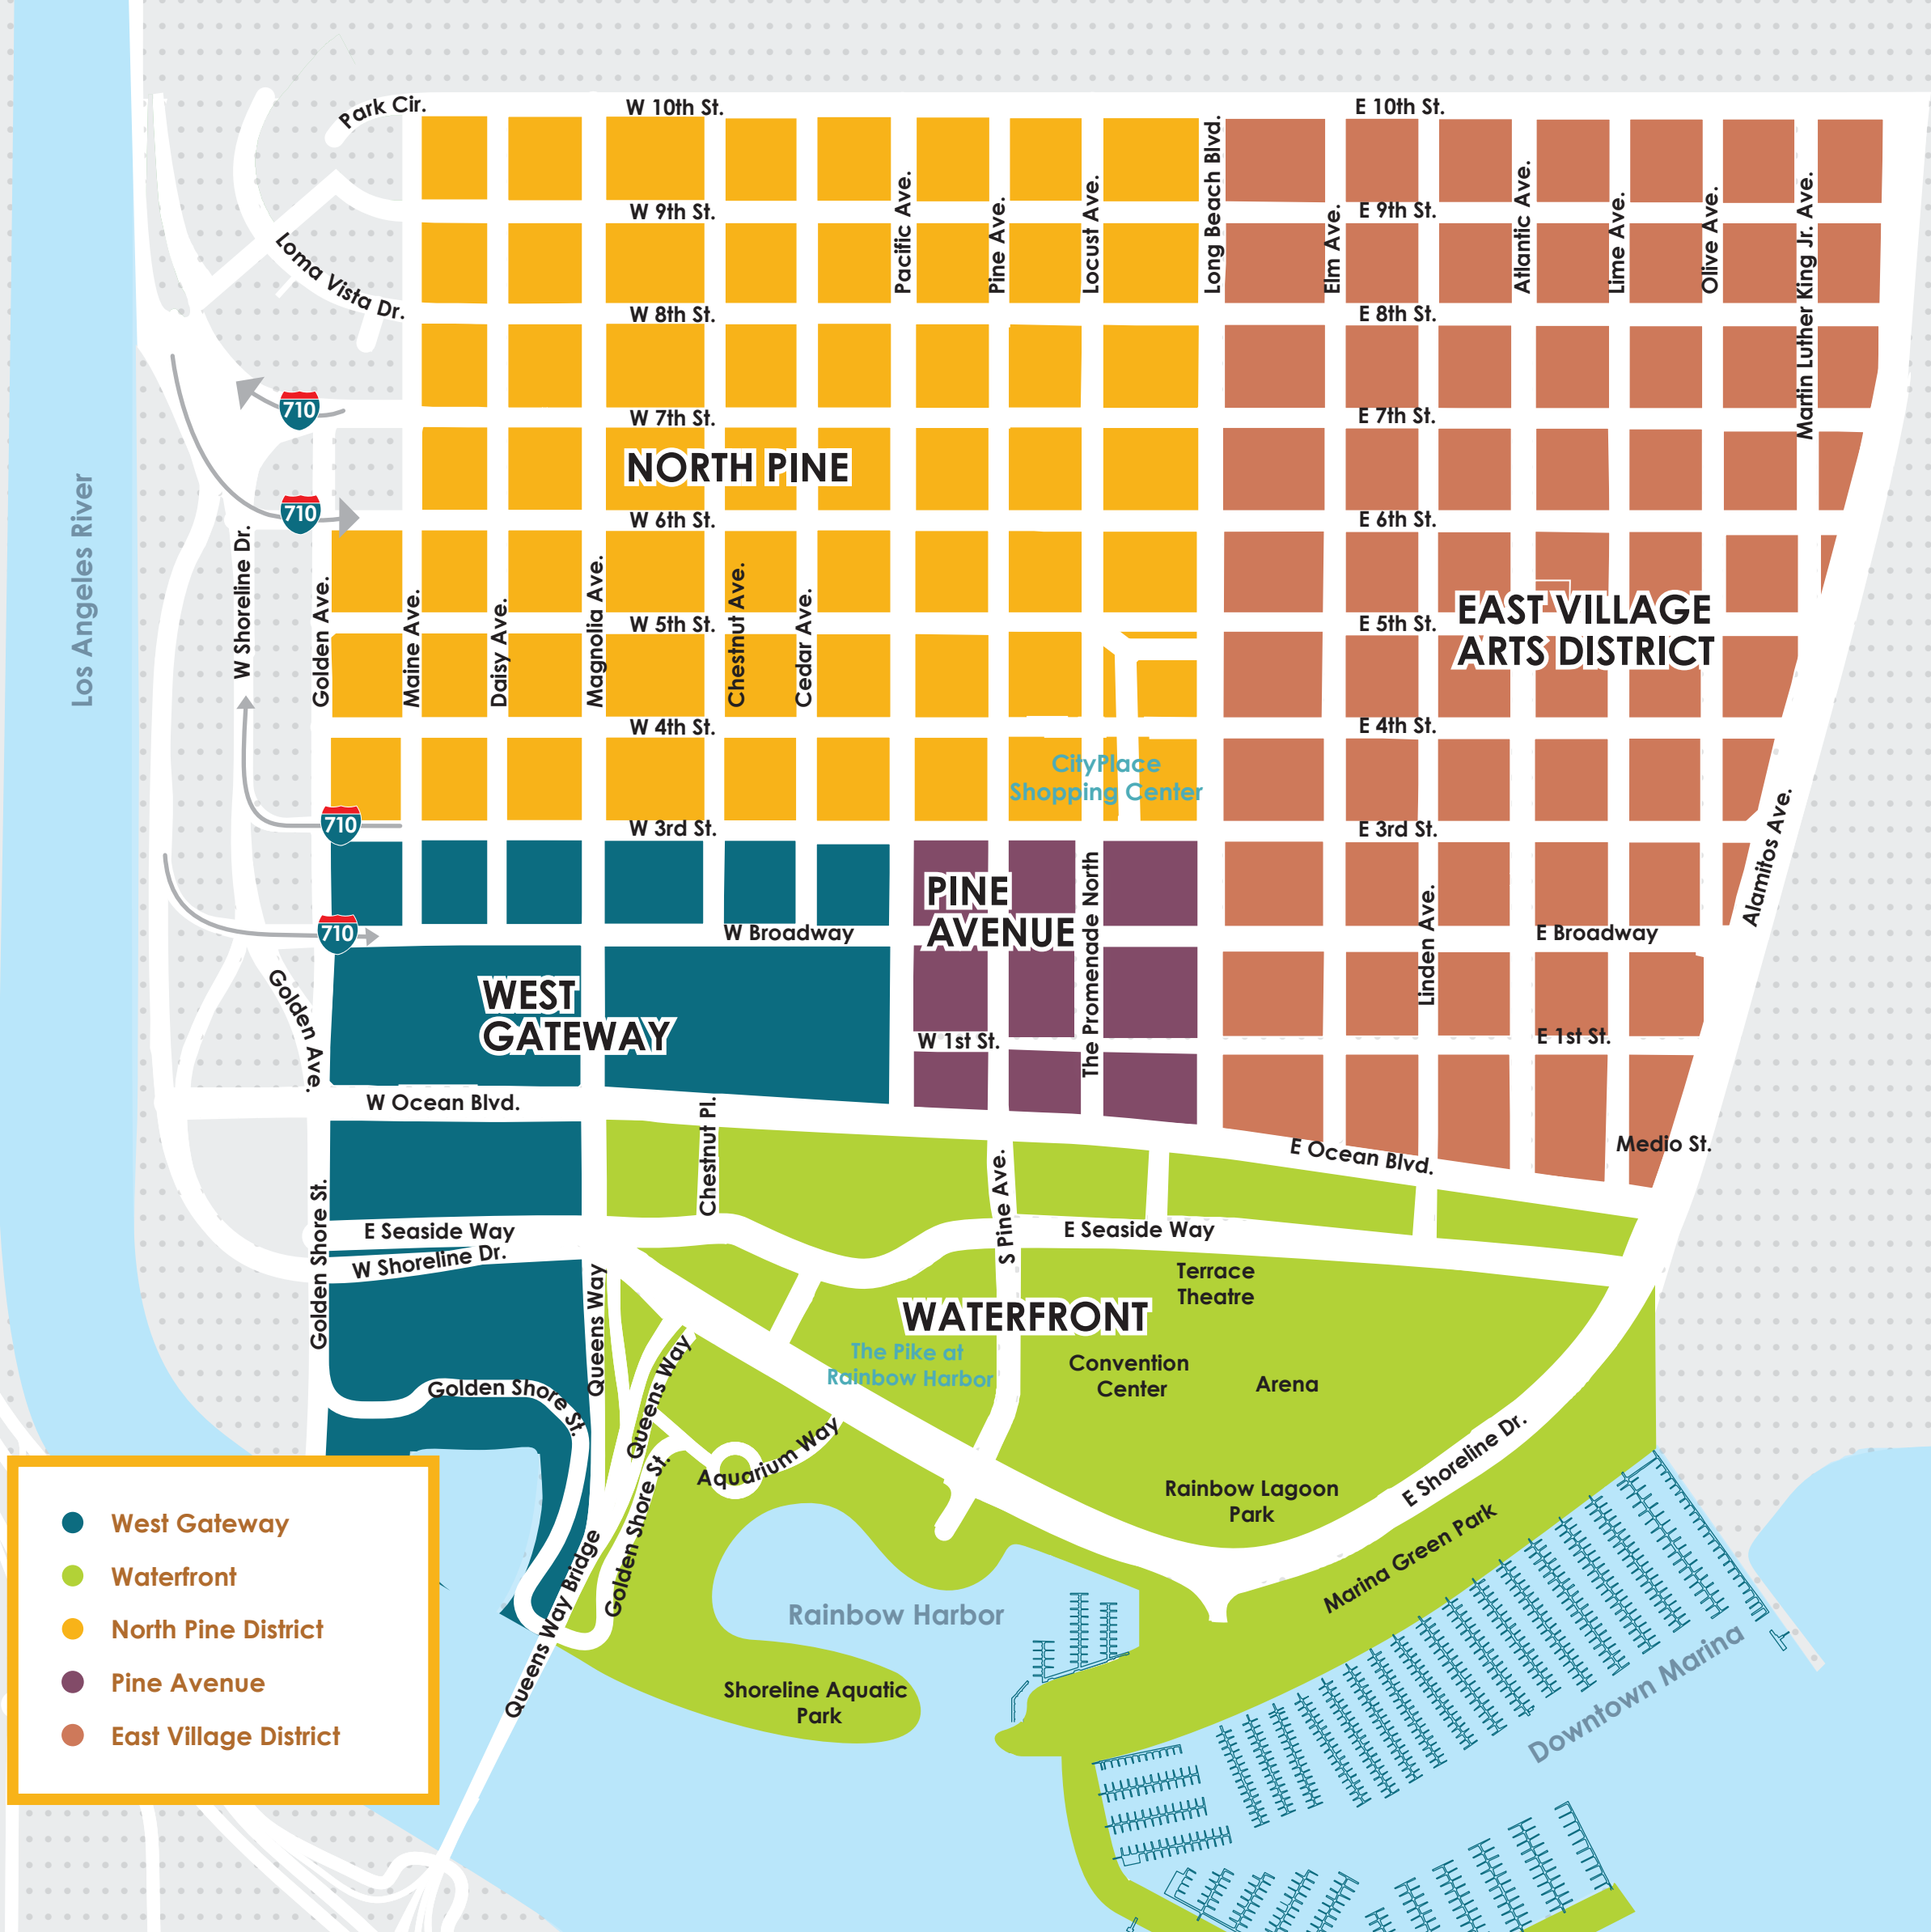 Park Cir.
W 10th St.
E 10th St.
Long Beach Blvd.
W 9th St.
E 9th St.
Pacific Ave.
Pine Ave.
Locust Ave.
Elm Ave.
Atlantic Ave.
Lime Ave.
Olive Ave.
Martin Luther King Jr. Ave.
Loma Vista Dr.
W 8th St.
E 8th St.
710
W 7th St.
E 7th St.
NORTH PINE
710
W 6th St.
E 6th St.
Los Angeles River
W Shoreline Dr.
Golden Ave.
Maine Ave.
Daisy Ave.
Magnolia Ave.
Chestnut Ave.
Cedar Ave.
W 5th St.
E 5th St.
EAST VILLAGE
ARTS DISTRICT
W 4th St.
E 4th St.
CityPlace
Shopping Center
710
W 3rd St.
E 3rd St.
Alamitos Ave.
PINE
AVENUE
The Promenade North
Linden Ave.
710
W Broadway
E Broadway
Golden Ave.
WEST
GATEWAY
W 1st St.
E 1st St.
W Ocean Blvd.
Chestnut Pl.
E Ocean Blvd.
Medio St.
Golden Shore St.
E Seaside Way
W Shoreline Dr.
S Pine Ave.
E Seaside Way
Terrace
Theatre
Queens Way
WATERFRONT
The Pike at
Rainbow Harbor
Convention
Center
Arena
Golden Shore St.
Queens Way
Aquarium Way
E Shoreline Dr.
Rainbow Lagoon
Park
Golden Shore St.
Marina Green Park
Queens Way Bridge
Rainbow Harbor
Shoreline Aquatic
Park
Downtown Marina
West Gateway
Waterfront
North Pine District
Pine Avenue
East Village District